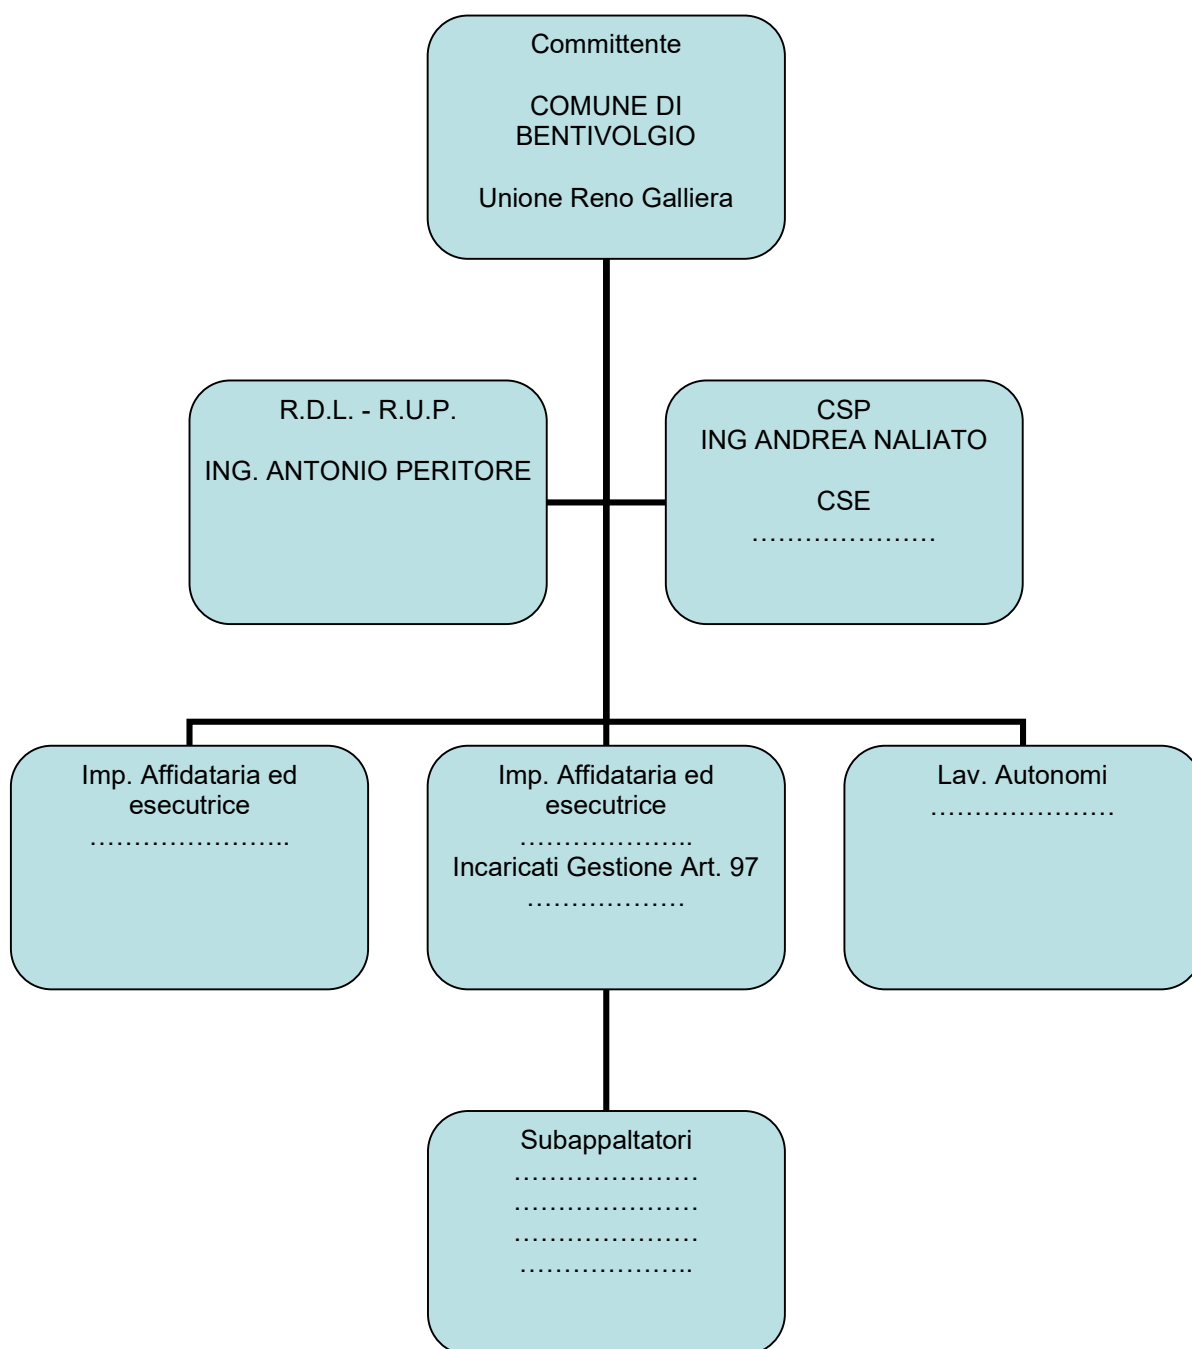 Committente
COMUNE DI
BENTIVOLGIO
Unione Reno Galliera
R.D.L. - R.U.P.
ING. ANTONIO PERITORE
CSP
ING ANDREA NALIATO
CSE
…………………
Imp. Affidataria ed
esecutrice
…………………..
Imp. Affidataria ed
esecutrice
………………..
Incaricati Gestione Art. 97
………………
Lav. Autonomi
…………………
Subappaltatori
…………………
…………………
…………………
………………..